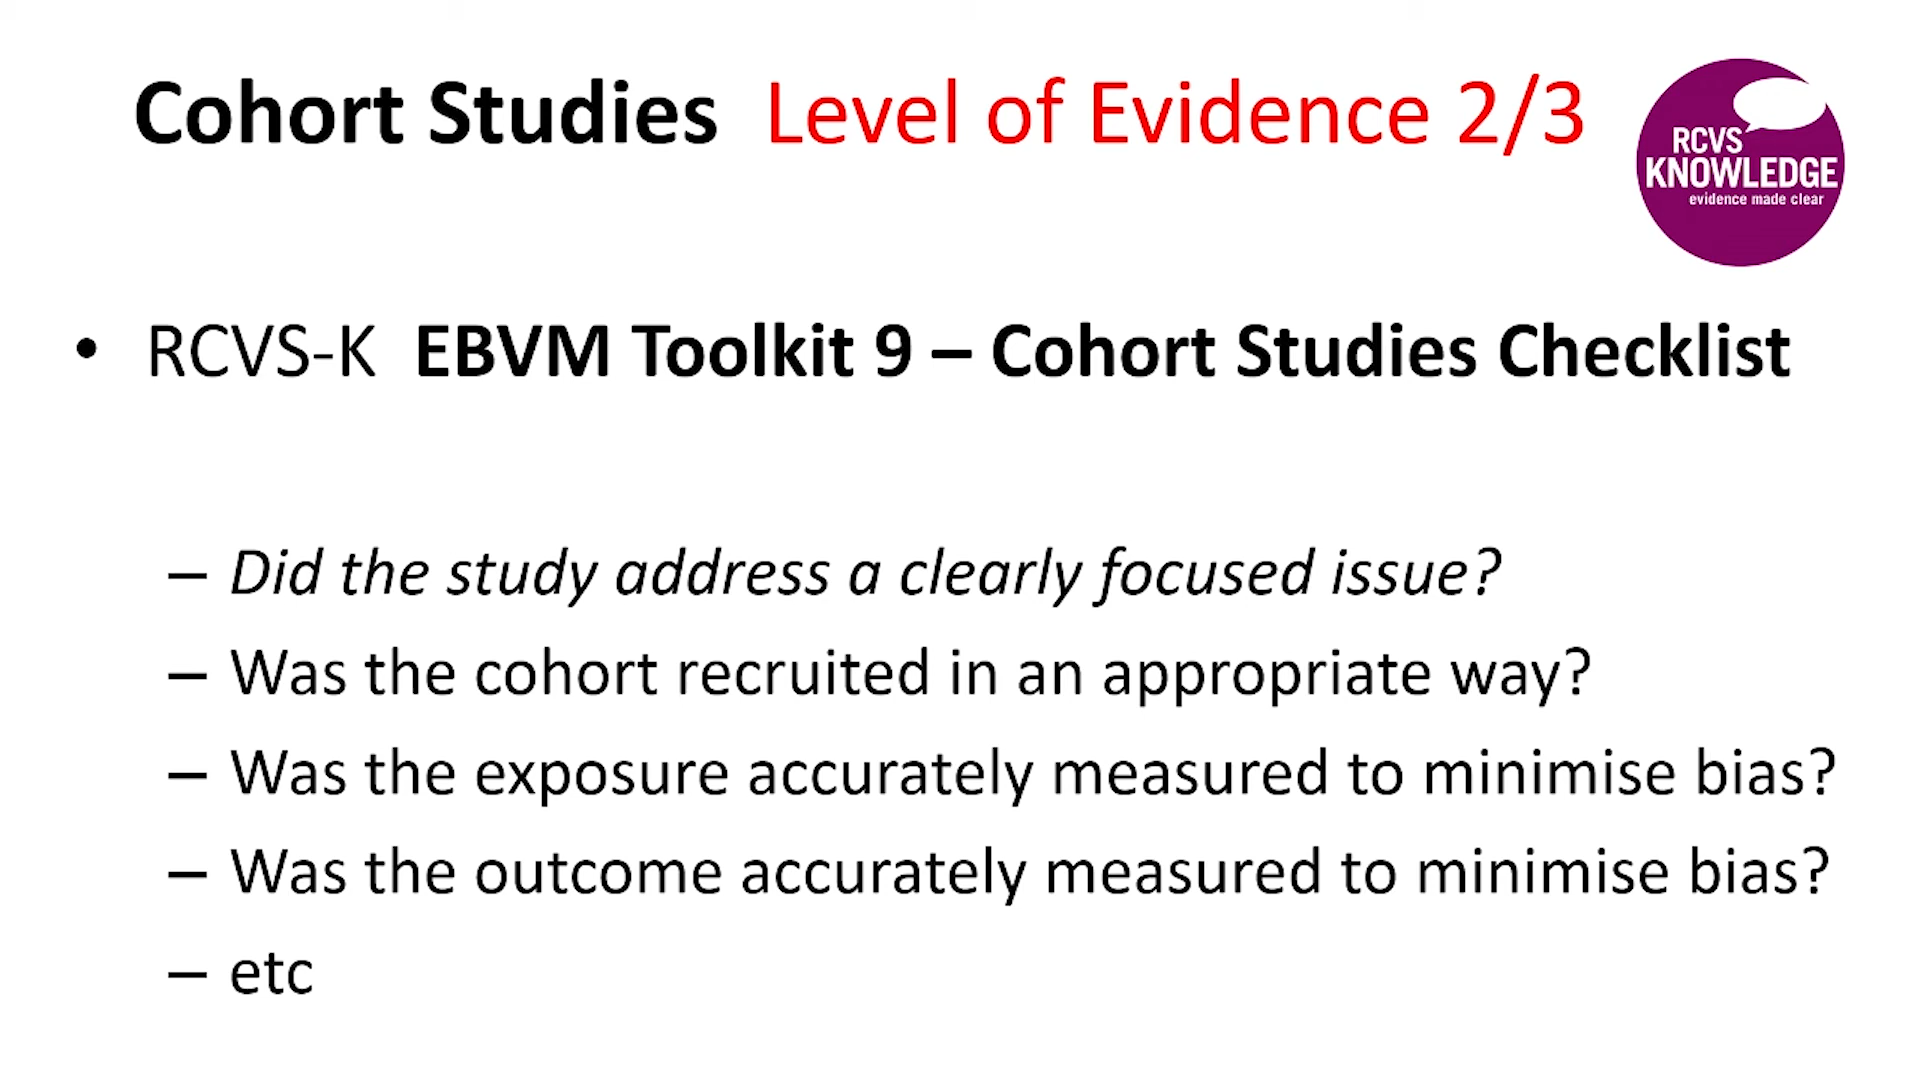 Cohort Studies Level of Evidence 2/3
RCVS
KNOWLEDGE
evidence made clear
• RCVS-K EBVM Toolkit 9 – Cohort Studies Checklist
– Did the study address a clearly focused issue?
– Was the cohort recruited in an appropriate way?
– Was the exposure accurately measured to minimise bias?
– Was the outcome accurately measured to minimise bias?
– etc